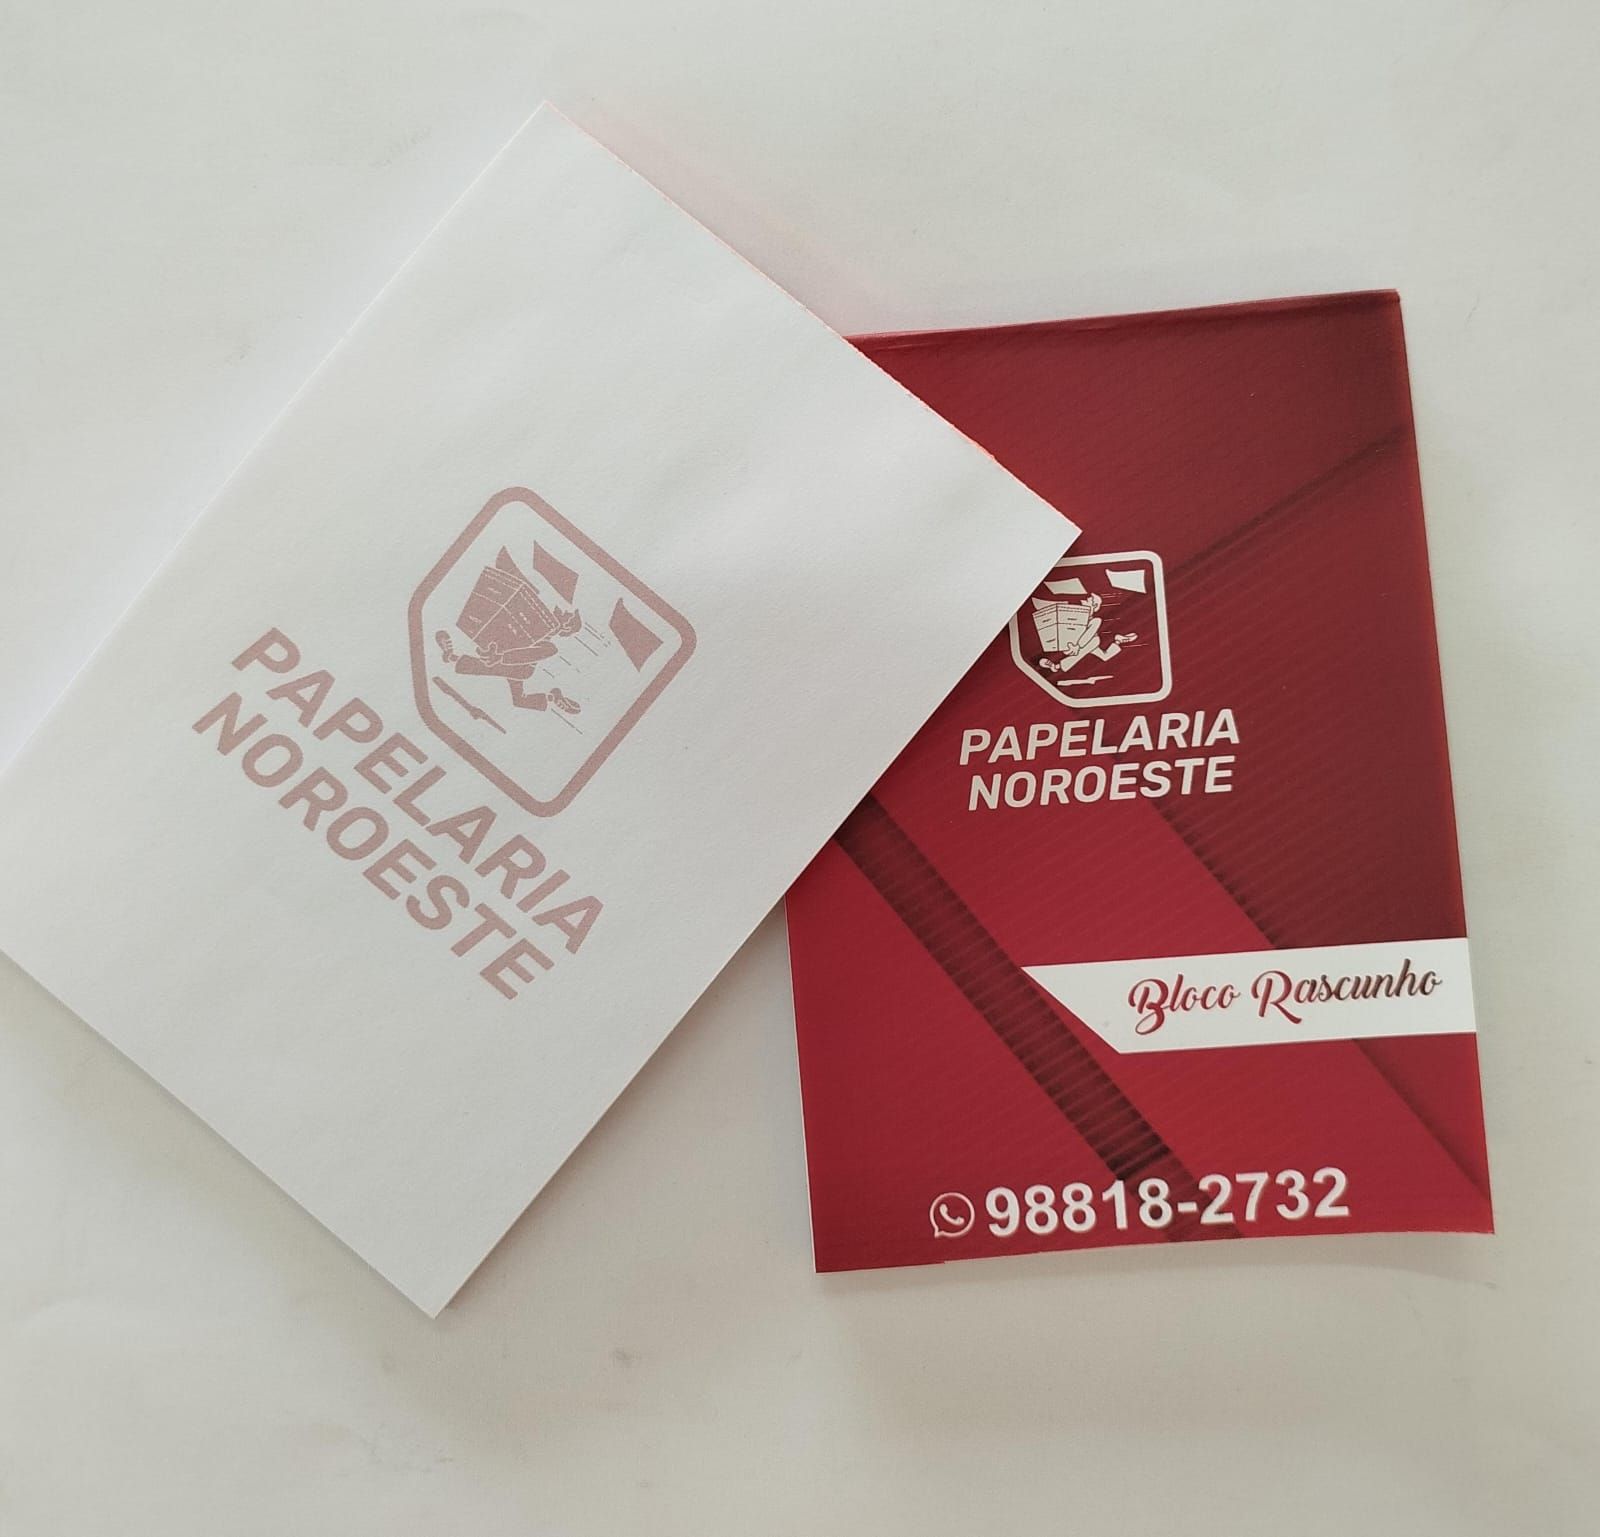 PAPELARIA
NOROESTE
PAPELARIA
NOROESTE
Bloco Rascunho
98818-2732